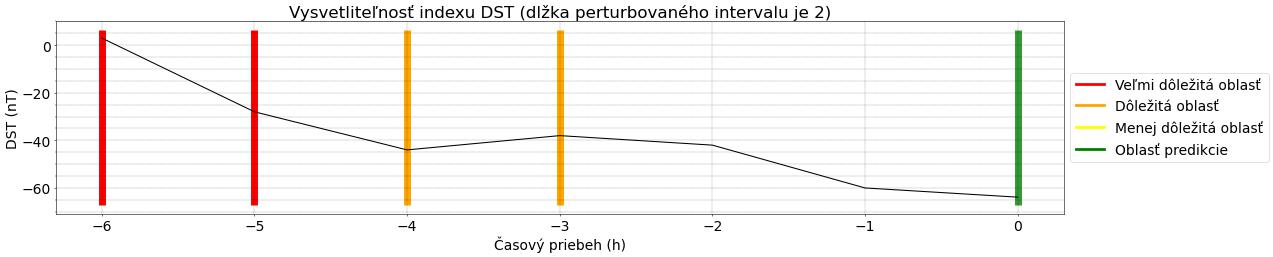 Vysvetliteľnosť indexu DST (dlžka perturbovaného intervalu je 2)
DST (nT)
0
−20
−40
−60
−6 −5 −4 −3 −2 −1 0
Časový priebeh (h)
Veľmi dôležitá oblasť
Dôležitá oblasť
Menej dôležitá oblasť
Oblasť predikcie